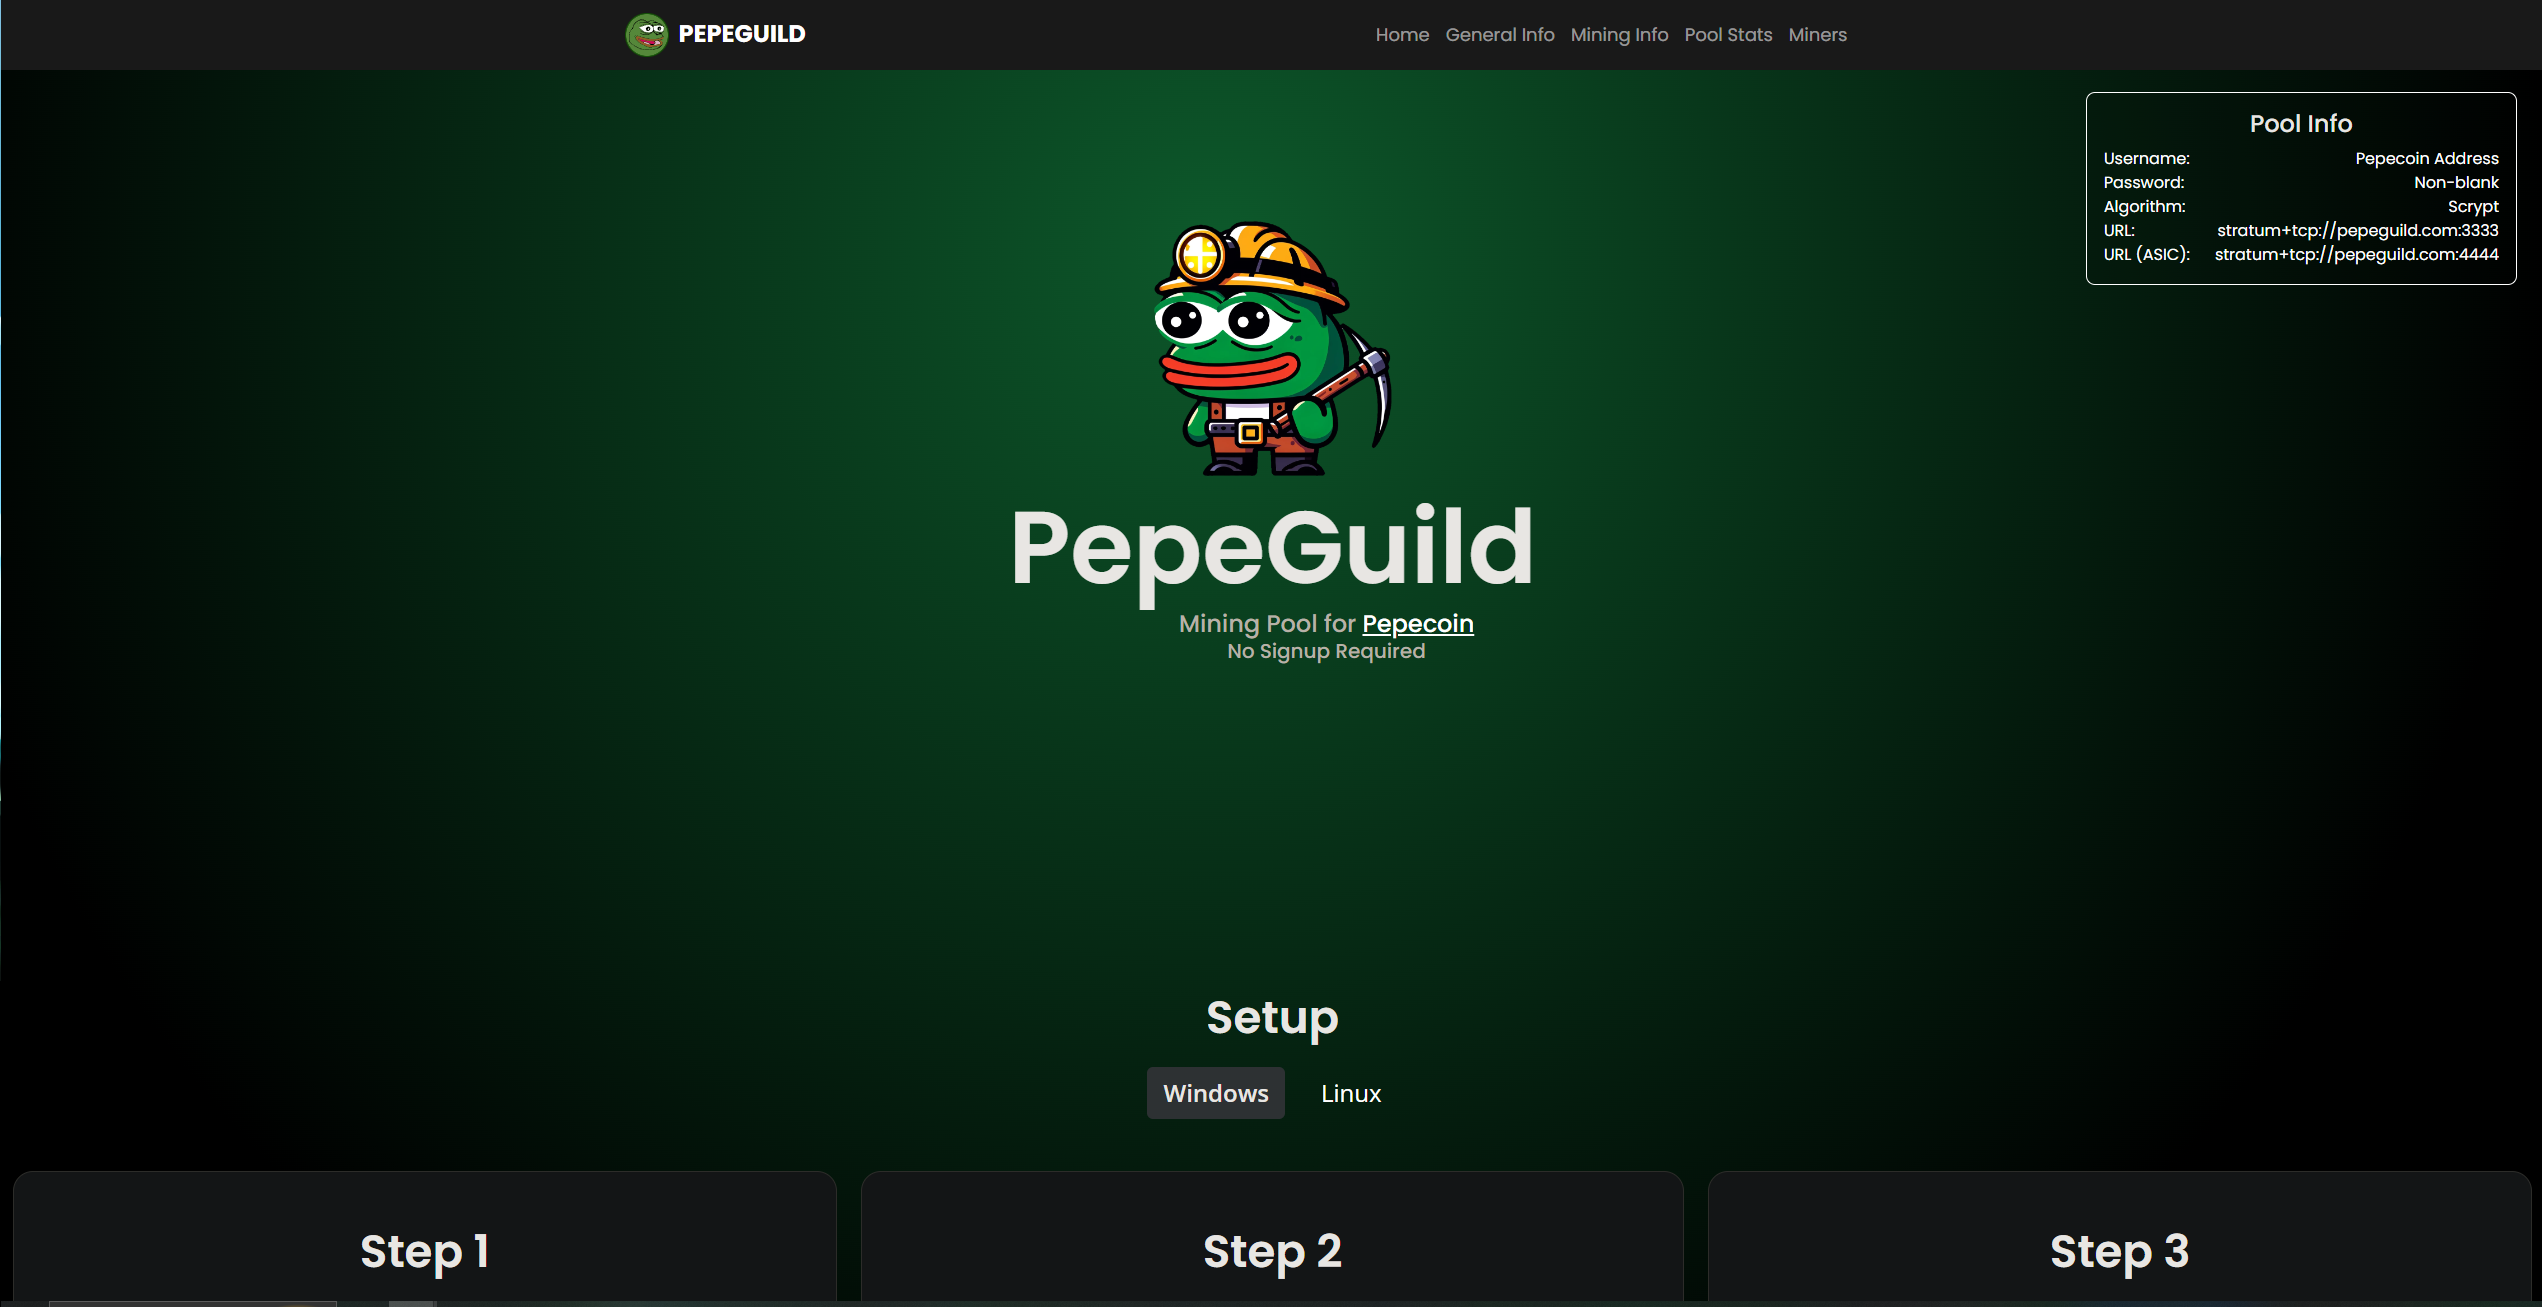 PEPEGUILD
Home General Info Mining Info Pool Stats Miners
Pool Info
Username: Pepecoin Address
Password: Non-blank
Algorithm: Scrypt
URL: stratum+tcp://pepeguild.com:3333
URL (ASIC): stratum+tcp://pepeguild.com:4444
PepeGuild
Mining Pool for Pepecoin
No Signup Required
Setup
Windows Linux
Step 1
Step 2
Step 3